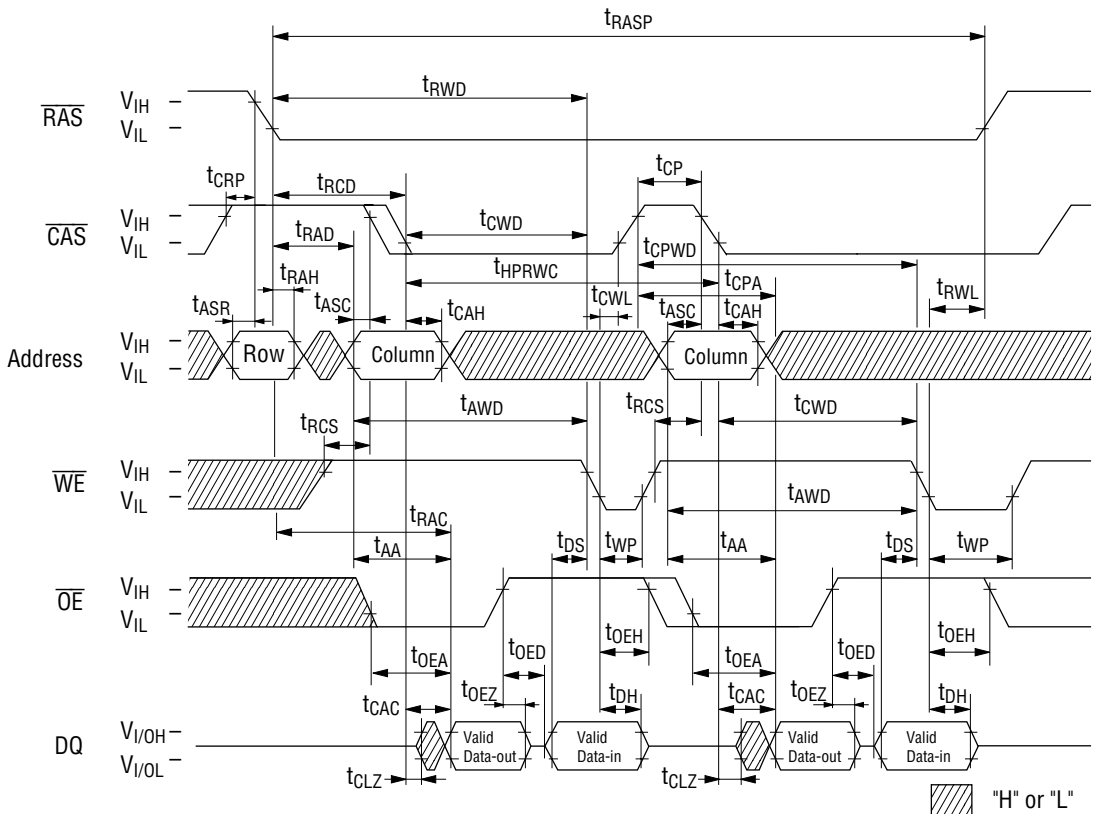 tRASP
tRWD
RAS
VIH
VIL
tCRP
tRCD
tCP
CAS
VIH
VIL
tRAD
tCWD
tCPWD
tHPRWC
tCPA
tRAH
tASR
tASC
tCAH
tCWL
tASC
tCAH
tRWL
Address
VIH
VIL
Row
Column
Column
tAWD
tRCS
tCWD
tRCS
WE
VIH
VIL
tRAC
tAWD
tAA
tDS
tWP
tAA
tDS
tWP
OE
VIH
VIL
tOEA
tOED
tOEH
tOEA
tOED
tOEH
tCAC
tOEZ
tDH
tCAC
tOEZ
tDH
DQ
VI/OH
VI/OL
Valid
Data-out
Valid
Data-in
Valid
Data-out
Valid
Data-in
tCLZ
tCLZ
"H" or "L"